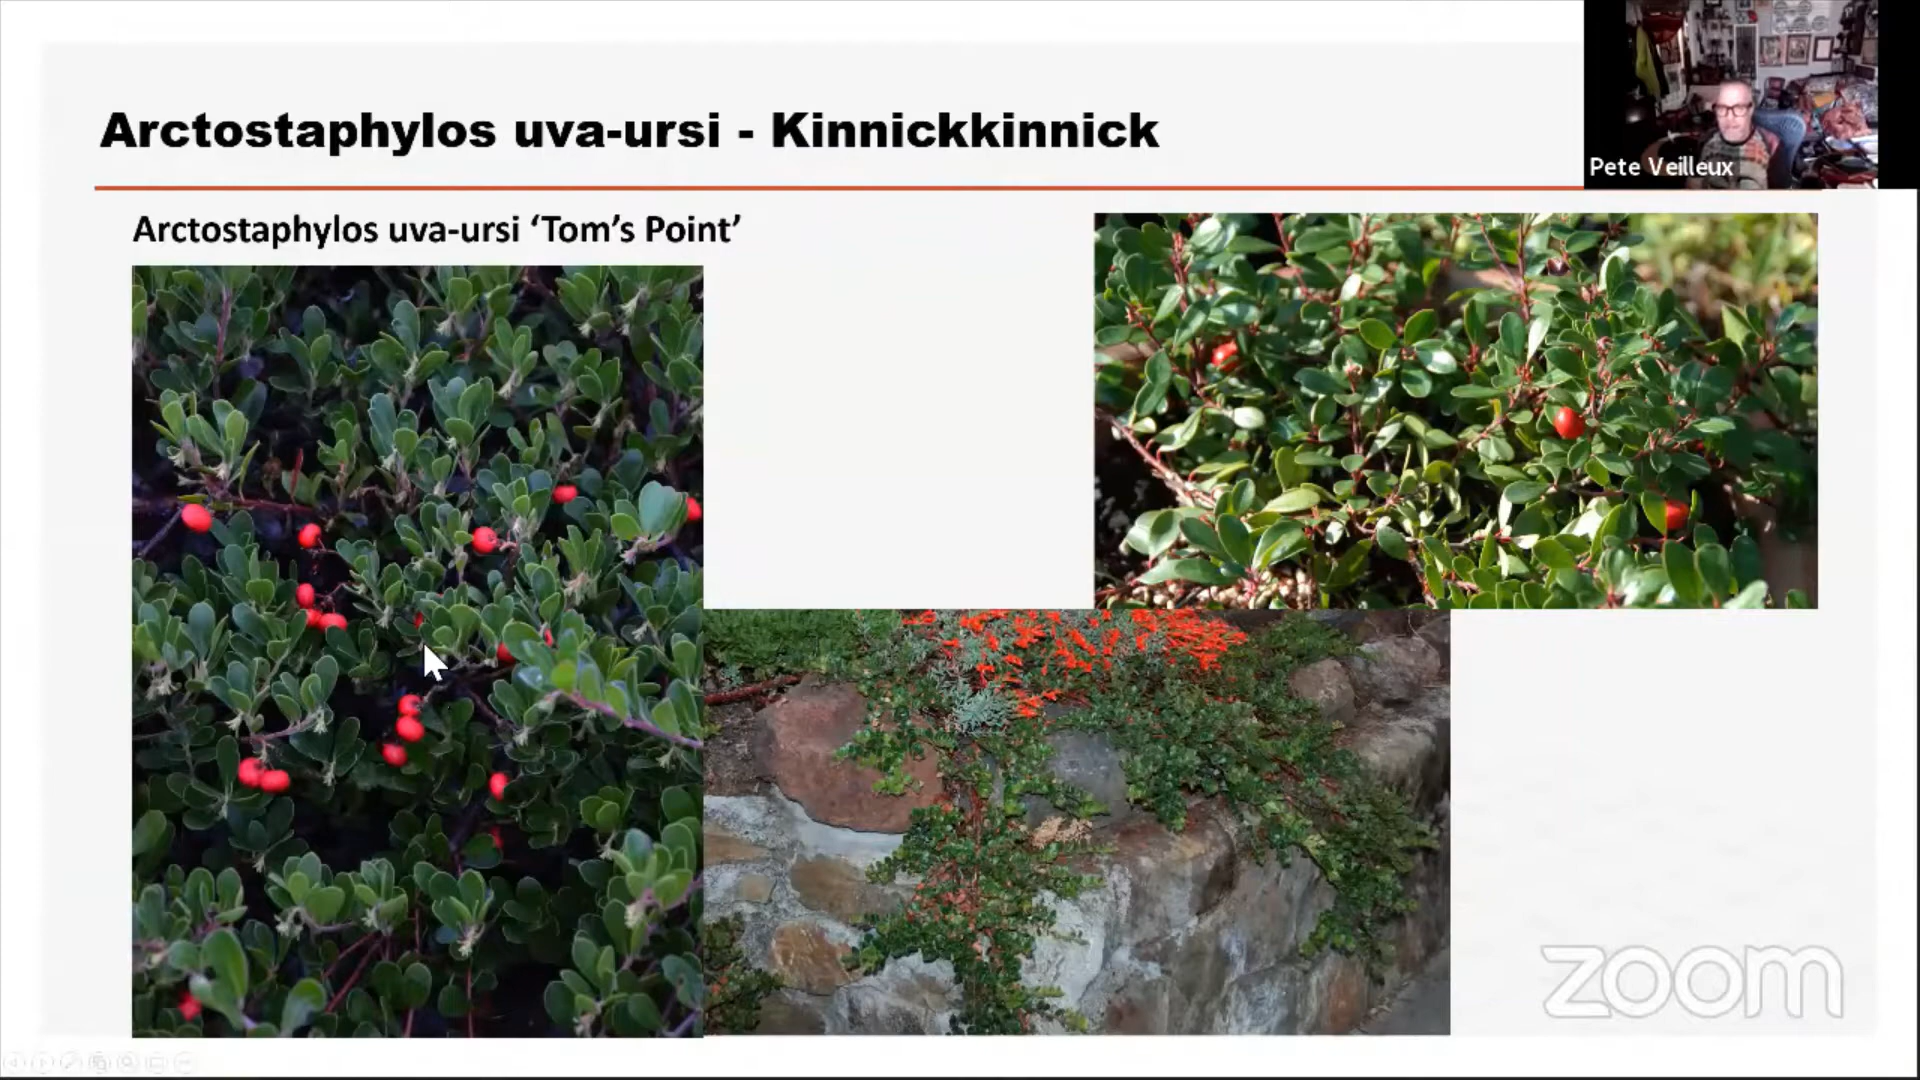 Arctostaphylos uva-ursi - Kinnickkinnick
Pete Veilleux
Arctostaphylos uva-ursi ‘Tom’s Point’
zoom